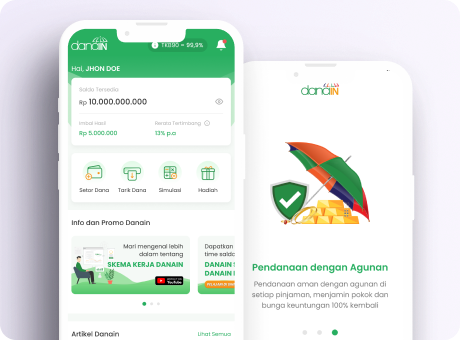 danaIN
TKB90 = 99,9%
Hai, JHON DOE
Saldo Tersedia
Rp 10.000.000.000
Imbal Hasil
Rerata Tertimbang
Rp 5.000.000
13% p.a
Setor Dana
Tarik Dana
Simulasi
Hadiah
Info dan Promo Danain
Mari mengenal lebih
dalam tentang
SKEMA KERJA DANAIN
YouTube
Dapatkan
time saldo
DANAIN
DANAIN
Artikel Danain
Lihat Semua
danaIN
Pendanaan dengan Agunan
Pendanaan aman dengan agunan di
setiap pinjaman, menjamin pokok dan
bunga keuntungan 100% kembali